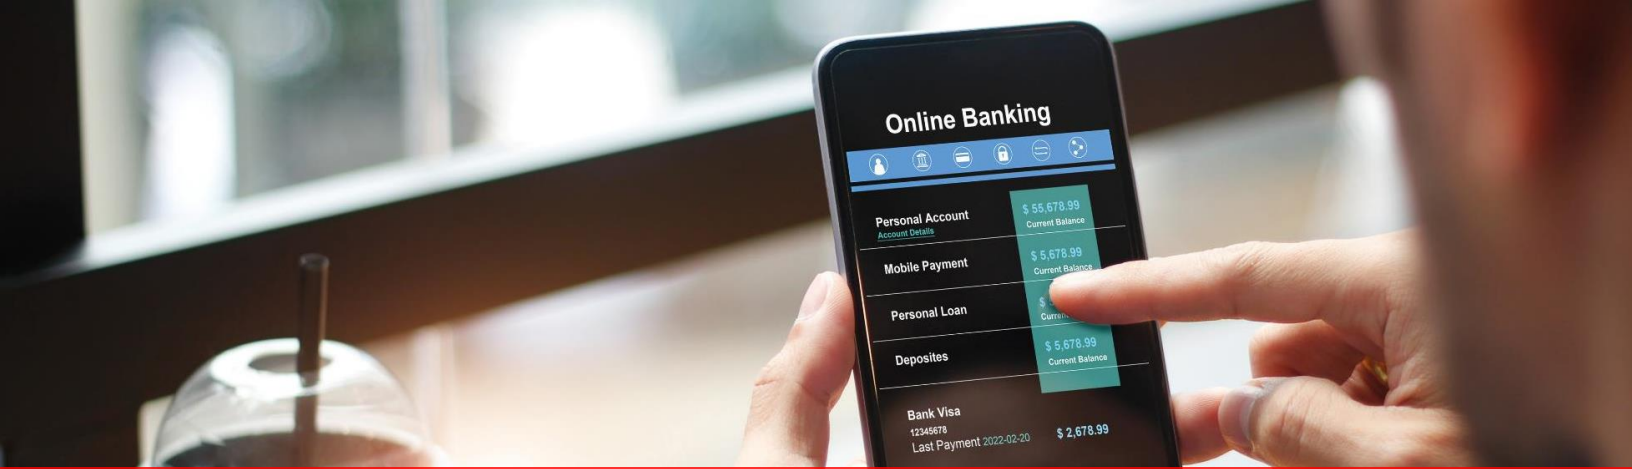 Online Banking
Personal Account
Account Details
$ 55,678.99
Current Balance
Mobile Payment
$ 5,678.99
Current Balance
Personal Loan
$
Deposites
$ 5,678.99
Current Balance
Bank Visa
12345678
Last Payment 2022-02-20
$ 2,678.99